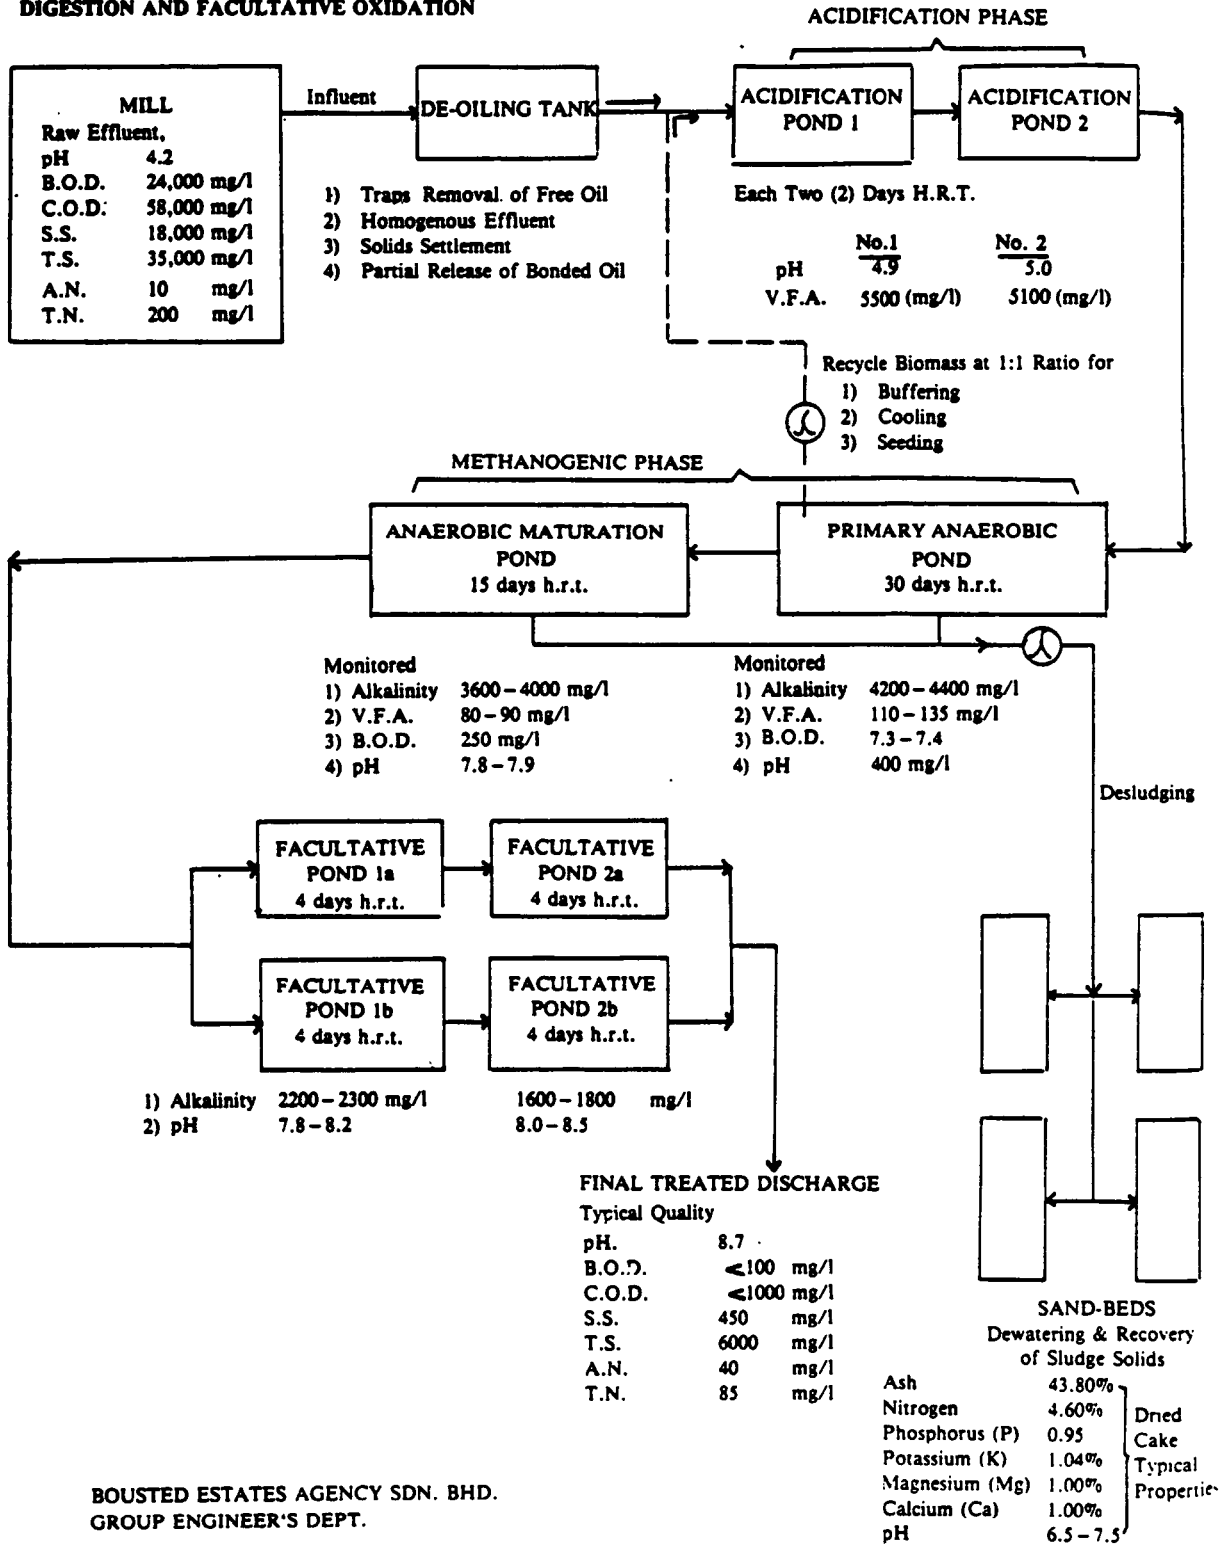 DIGESTION AND FACULTATIVE OXIDATION
ACIDIFICATION PHASE
MILL
Raw Effluent,
pH 4.2
B.O.D. 24,000 mg/l
C.O.D. 58,000 mg/l
S.S. 18,000 mg/l
T.S. 35,000 mg/l
A.N. 10 mg/l
T.N. 200 mg/l
Influent
DE-OILING TANK
1) Traps Removal of Free Oil
2) Homogenous Effluent
3) Solids Settlement
4) Partial Release of Bonded Oil
ACIDIFICATION
POND 1
ACIDIFICATION
POND 2
Each Two (2) Days H.R.T.
No.1 No. 2
pH 4.9 5.0
V.F.A. 5500 (mg/l) 5100 (mg/l)
Recycle Biomass at 1:1 Ratio for
1) Buffering
2) Cooling
3) Seeding
METHANOGENIC PHASE
ANAEROBIC MATURATION
POND
15 days h.r.t.
PRIMARY ANAEROBIC
POND
30 days h.r.t.
Monitored
1) Alkalinity 3600–4000 mg/l
2) V.F.A. 80–90 mg/l
3) B.O.D. 250 mg/l
4) pH 7.8–7.9
Monitored
1) Alkalinity 4200–4400 mg/l
2) V.F.A. 110–135 mg/l
3) B.O.D. 7.3–7.4
4) pH 400 mg/l
Desludging
FACULTATIVE
POND 1a
4 days h.r.t.
FACULTATIVE
POND 2a
4 days h.r.t.
FACULTATIVE
POND 1b
4 days h.r.t.
FACULTATIVE
POND 2b
4 days h.r.t.
1) Alkalinity 2200–2300 mg/l 1600–1800 mg/l
2) pH 7.8–8.2 8.0–8.5
FINAL TREATED DISCHARGE
Typical Quality
pH. 8.7
B.O.D. ⩽100 mg/l
C.O.D. ⩽1000 mg/l
S.S. 450 mg/l
T.S. 6000 mg/l
A.N. 40 mg/l
T.N. 85 mg/l
SAND-BEDS
Dewatering & Recovery
of Sludge Solids
Ash 43.80%
Nitrogen 4.60%
Phosphorus (P) 0.95
Potassium (K) 1.04%
Magnesium (Mg) 1.00%
Calcium (Ca) 1.00%
pH 6.5–7.5
Dried
Cake
Typical
Propertie
BOUSTED ESTATES AGENCY SDN. BHD.
GROUP ENGINEER'S DEPT.